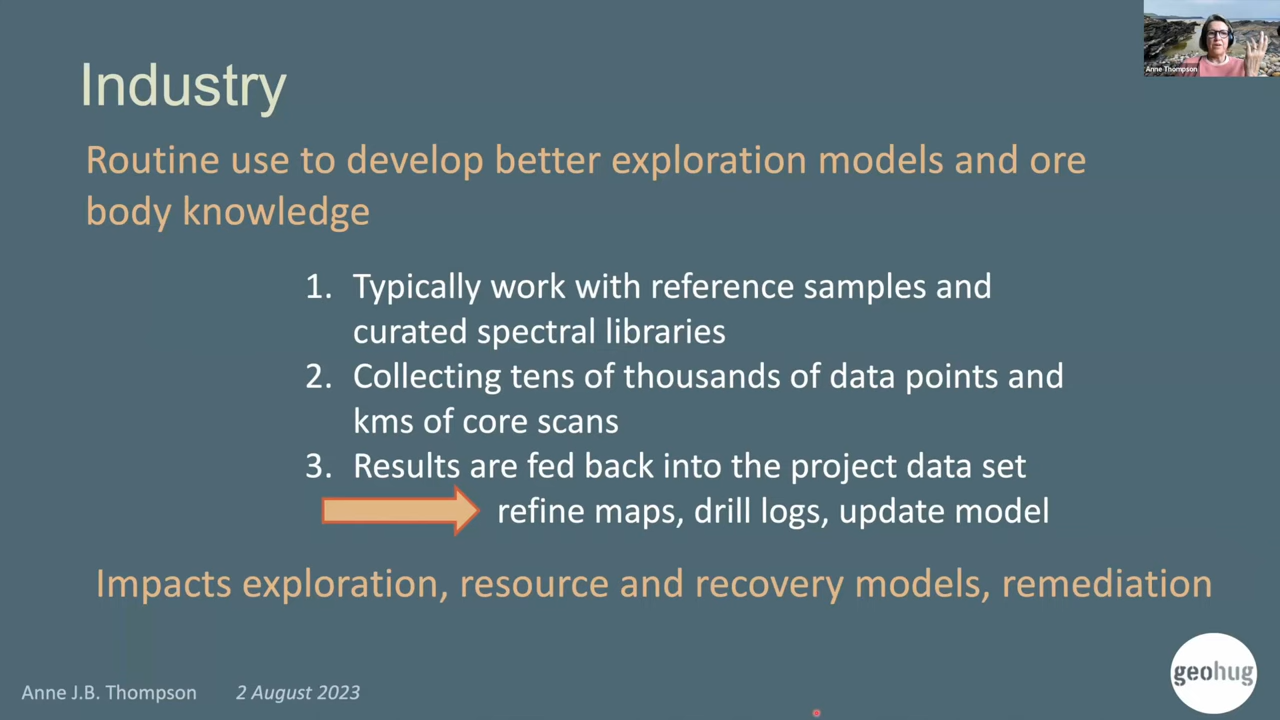 Anne Thompson
Industry
Routine use to develop better exploration models and ore
body knowledge
1. Typically work with reference samples and
curated spectral libraries
2. Collecting tens of thousands of data points and
kms of core scans
3. Results are fed back into the project data set
refine maps, drill logs, update model
Impacts exploration, resource and recovery models, remediation
Anne J.B. Thompson 2 August 2023
geohug